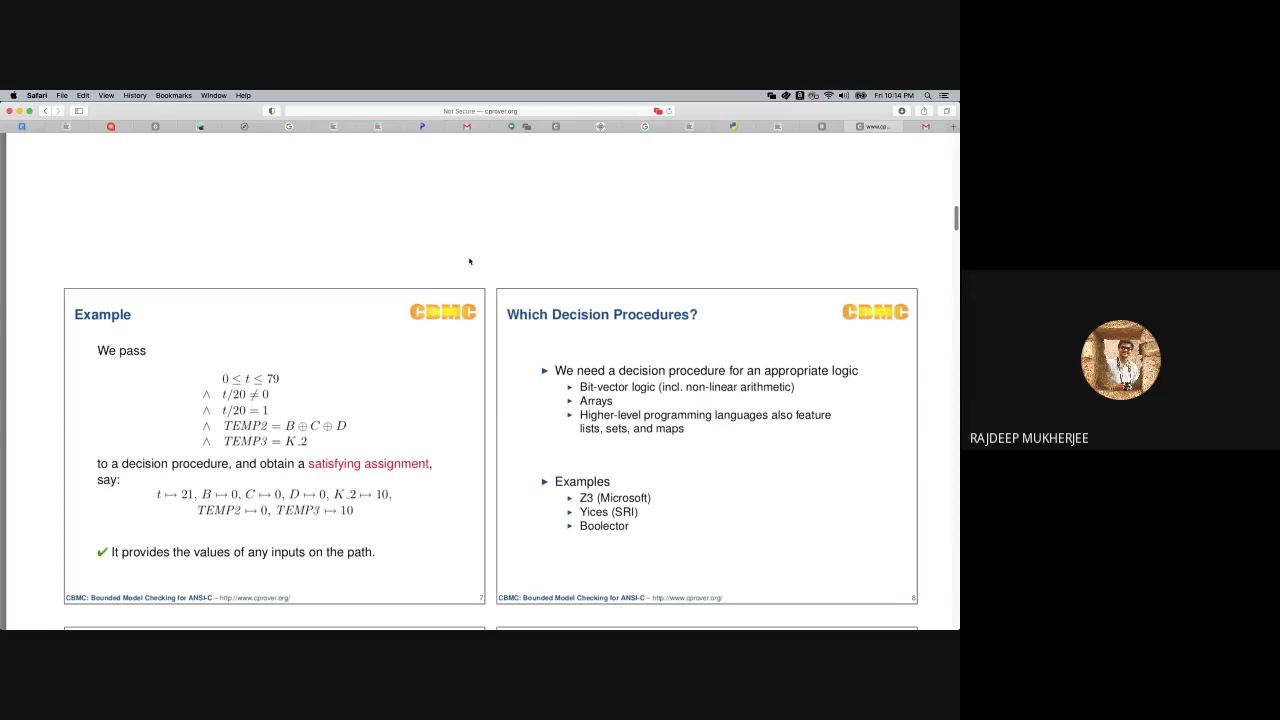 Safari File Edit View History Bookmarks Window Help Fri 10:14 PM
Not Secure — cprover.org
www.cp...
Example
CBMC
We pass
0 ≤ t ≤ 79
∧ t/20 ≠ 0
∧ t/20 = 1
∧ TEMP2 = B ⊕ C ⊕ D
∧ TEMP3 = K_2
to a decision procedure, and obtain a satisfying assignment,
say:
t ↦ 21, B ↦ 0, C ↦ 0, D ↦ 0, K_2 ↦ 10,
TEMP2 ↦ 0, TEMP3 ↦ 10
✔ It provides the values of any inputs on the path.
CBMC: Bounded Model Checking for ANSI-C – http://www.cprover.org/ 7
Which Decision Procedures?
CBMC
► We need a decision procedure for an appropriate logic
► Bit-vector logic (incl. non-linear arithmetic)
► Arrays
► Higher-level programming languages also feature
lists, sets, and maps
► Examples
► Z3 (Microsoft)
► Yices (SRI)
► Boolector
CBMC: Bounded Model Checking for ANSI-C – http://www.cprover.org/ 8
RAJDEEP MUKHERJEE